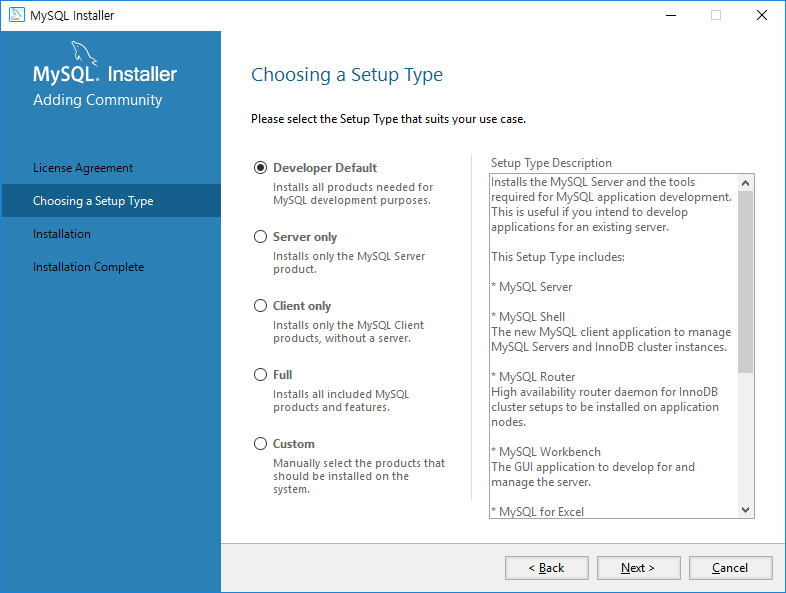 MySQL Installer
MySQL. Installer
Adding Community
License Agreement
Choosing a Setup Type
Installation
Installation Complete
Choosing a Setup Type
Please select the Setup Type that suits your use case.
Developer Default
Installs all products needed for
MySQL development purposes.
Server only
Installs only the MySQL Server
product.
Client only
Installs only the MySQL Client
products, without a server.
Full
Installs all included MySQL
products and features.
Custom
Manually select the products that
should be installed on the
system.
Setup Type Description
Installs the MySQL Server and the tools
required for MySQL application development.
This is useful if you intend to develop
applications for an existing server.
This Setup Type includes:
* MySQL Server
* MySQL Shell
The new MySQL client application to manage
MySQL Servers and InnoDB cluster instances.
* MySQL Router
High availability router daemon for InnoDB
cluster setups to be installed on application
nodes.
* MySQL Workbench
The GUI application to develop for and
manage the server.
* MySQL for Excel
< Back
Next >
Cancel